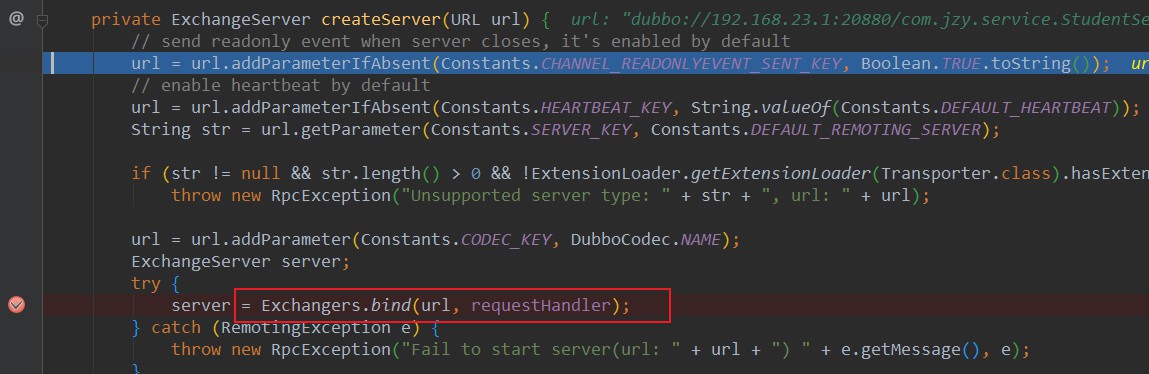 @
private ExchangeServer createServer(URL url) { url: "dubbo://192.168.23.1:20880/com.jzy.service.StudentSe
// send readonly event when server closes, it's enabled by default
url = url.addParameterIfAbsent(Constants.CHANNEL_READONLYEVENT_SENT_KEY, Boolean.TRUE.toString()); ur
// enable heartbeat by default
url = url.addParameterIfAbsent(Constants.HEARTBEAT_KEY, String.valueOf(Constants.DEFAULT_HEARTBEAT));
String str = url.getParameter(Constants.SERVER_KEY, Constants.DEFAULT_REMOTING_SERVER);
if (str != null && str.length() > 0 && !ExtensionLoader.getExtensionLoader(Transporter.class).hasExten
throw new RpcException("Unsupported server type: " + str + ", url: " + url);
url = url.addParameter(Constants.CODEC_KEY, DubboCodec.NAME);
ExchangeServer server;
try {
server = Exchangers.bind(url, requestHandler);
} catch (RemotingException e) {
throw new RpcException("Fail to start server(url: " + url + ") " + e.getMessage(), e);
}